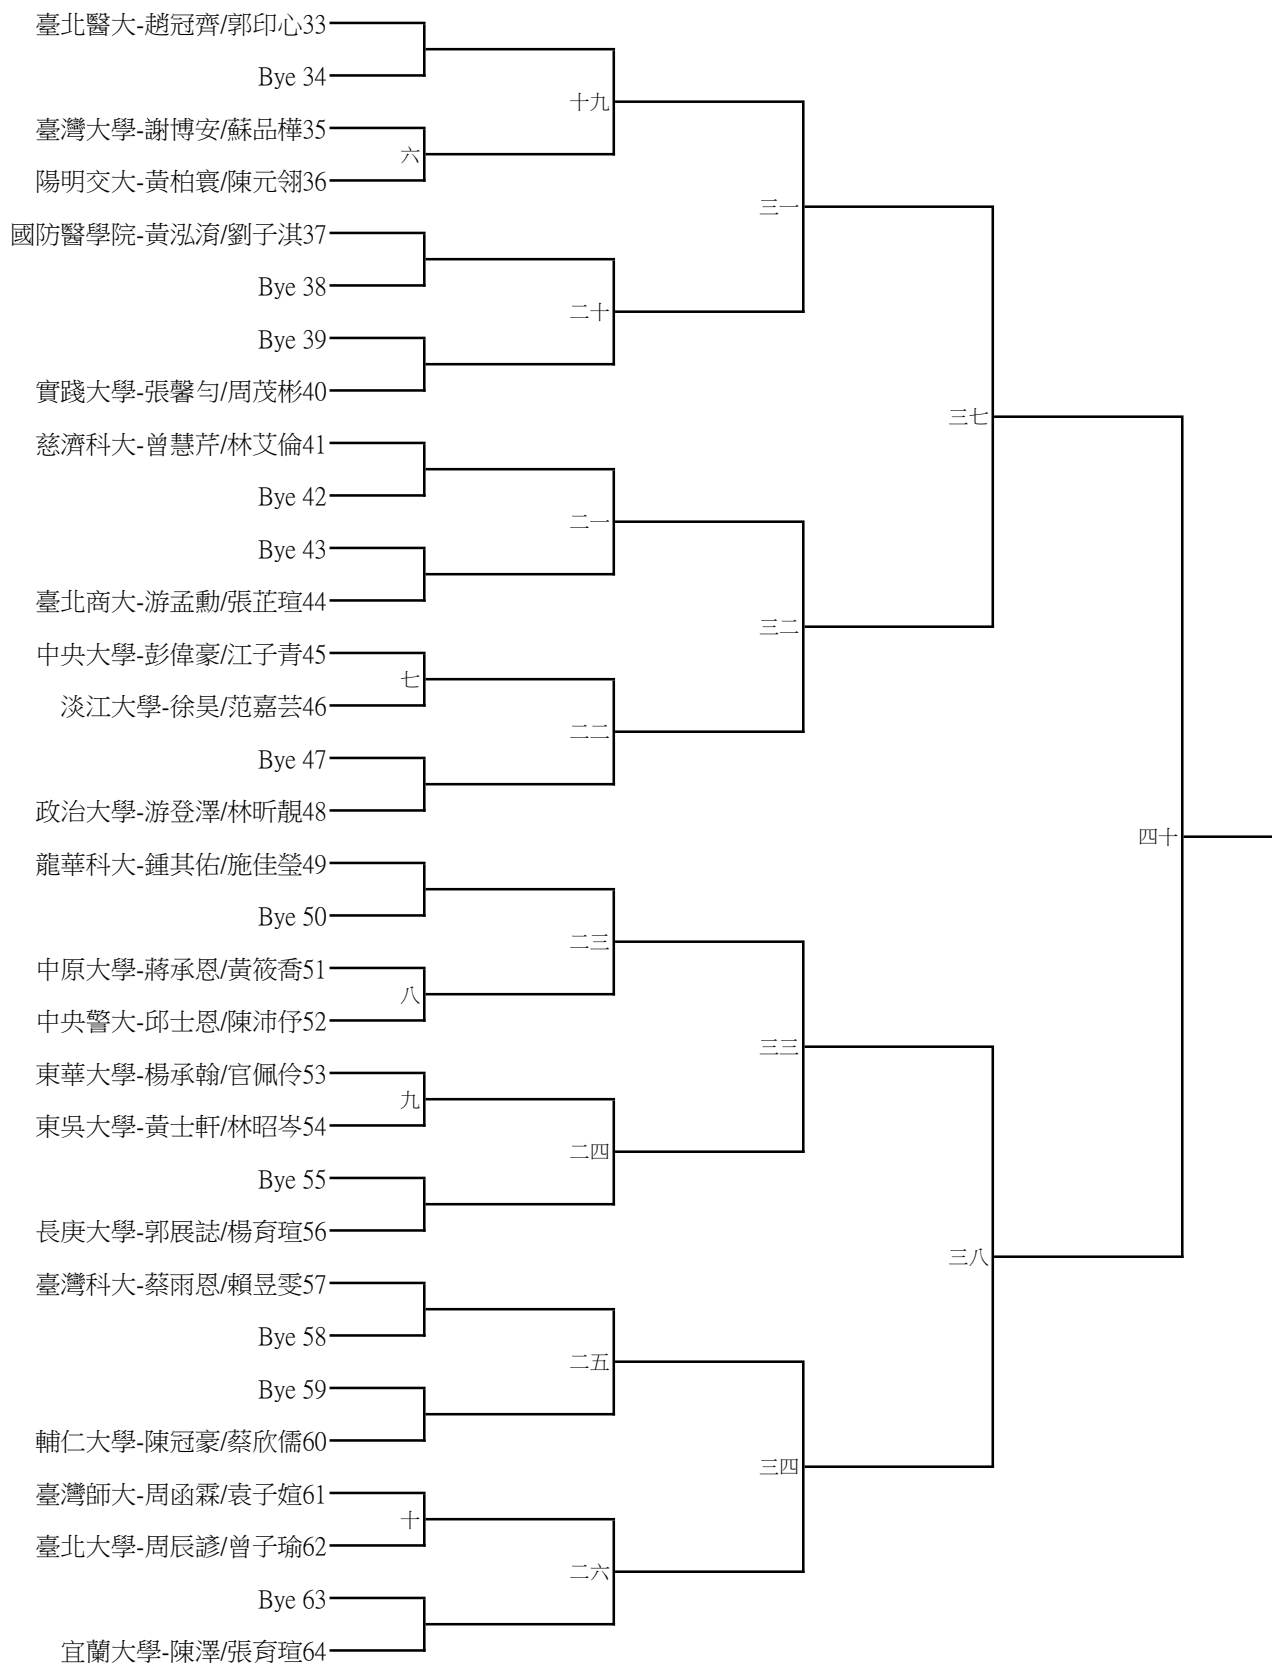 臺北醫大-趙冠齊/郭印心33
Bye 34
十九
臺灣大學-謝博安/蘇品樺35
六
陽明交大-黃柏寰/陳元翎36
三一
國防醫學院-黃泓淯/劉子淇37
Bye 38
二十
Bye 39
實踐大學-張馨勻/周茂彬40
三七
慈濟科大-曾慧芹/林艾倫41
Bye 42
二一
Bye 43
臺北商大-游孟勳/張芷瑄44
三二
中央大學-彭偉豪/江子青45
七
淡江大學-徐昊/范嘉芸46
二二
Bye 47
政治大學-游登澤/林昕靚48
四十
龍華科大-鍾其佑/施佳瑩49
Bye 50
二三
中原大學-蔣承恩/黃筱喬51
八
中央警大-邱士恩/陳沛伃52
三三
東華大學-楊承翰/官佩伶53
九
東吳大學-黃士軒/林昭岑54
二四
Bye 55
長庚大學-郭展誌/楊育瑄56
三八
臺灣科大-蔡雨恩/賴昱雯57
Bye 58
二五
Bye 59
輔仁大學-陳冠豪/蔡欣儒60
三四
臺灣師大-周函霖/袁子媗61
十
臺北大學-周辰諺/曾子瑜62
二六
Bye 63
宜蘭大學-陳澤/張育瑄64